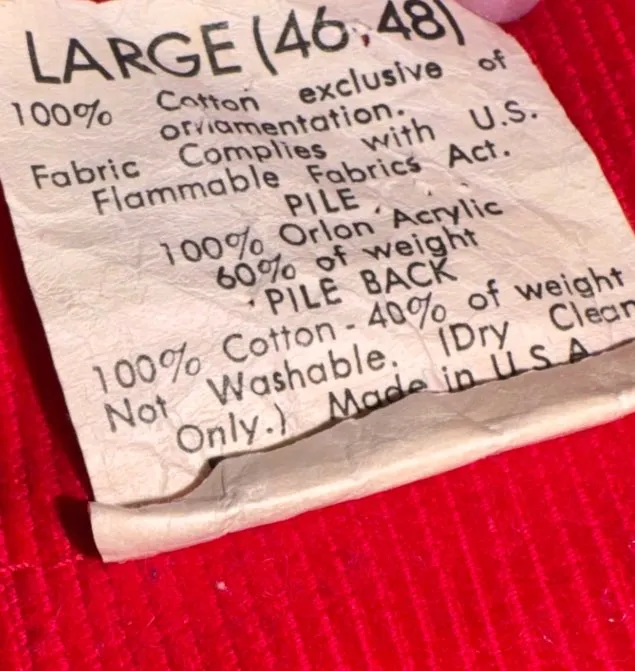 LARGE (46, 48)
100% Cotton exclusive of
ornamentation.
Fabric Complies with U.S.
Flammable Fabrics Act.
PILE
100% Orlon Acrylic
60% of weight
PILE BACK
100% Cotton - 40% of weight
Not Washable. (Dry Clean
Only.) Made in U.S.A.